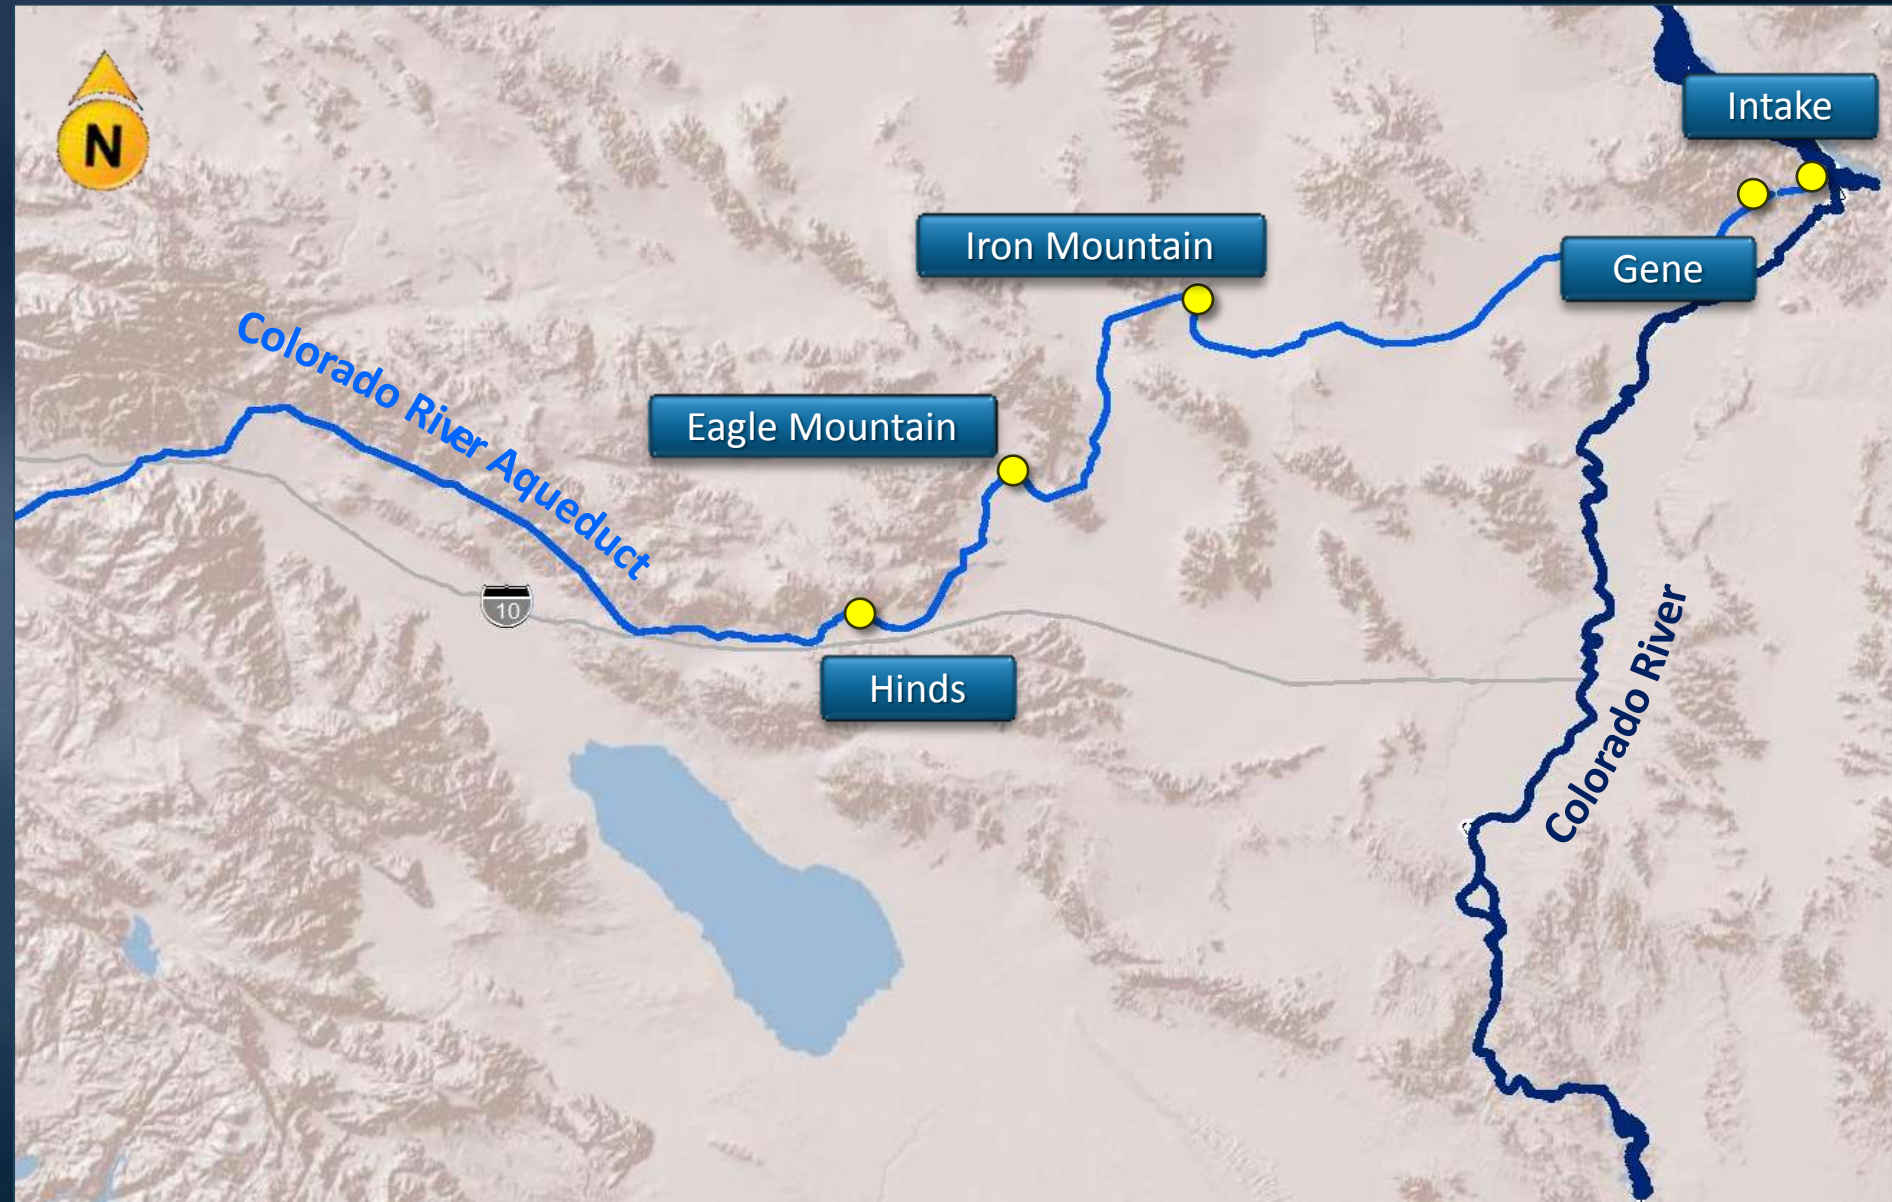 N
Intake
Iron Mountain
Gene
Colorado River Aqueduct
Eagle Mountain
10
Hinds
Colorado River